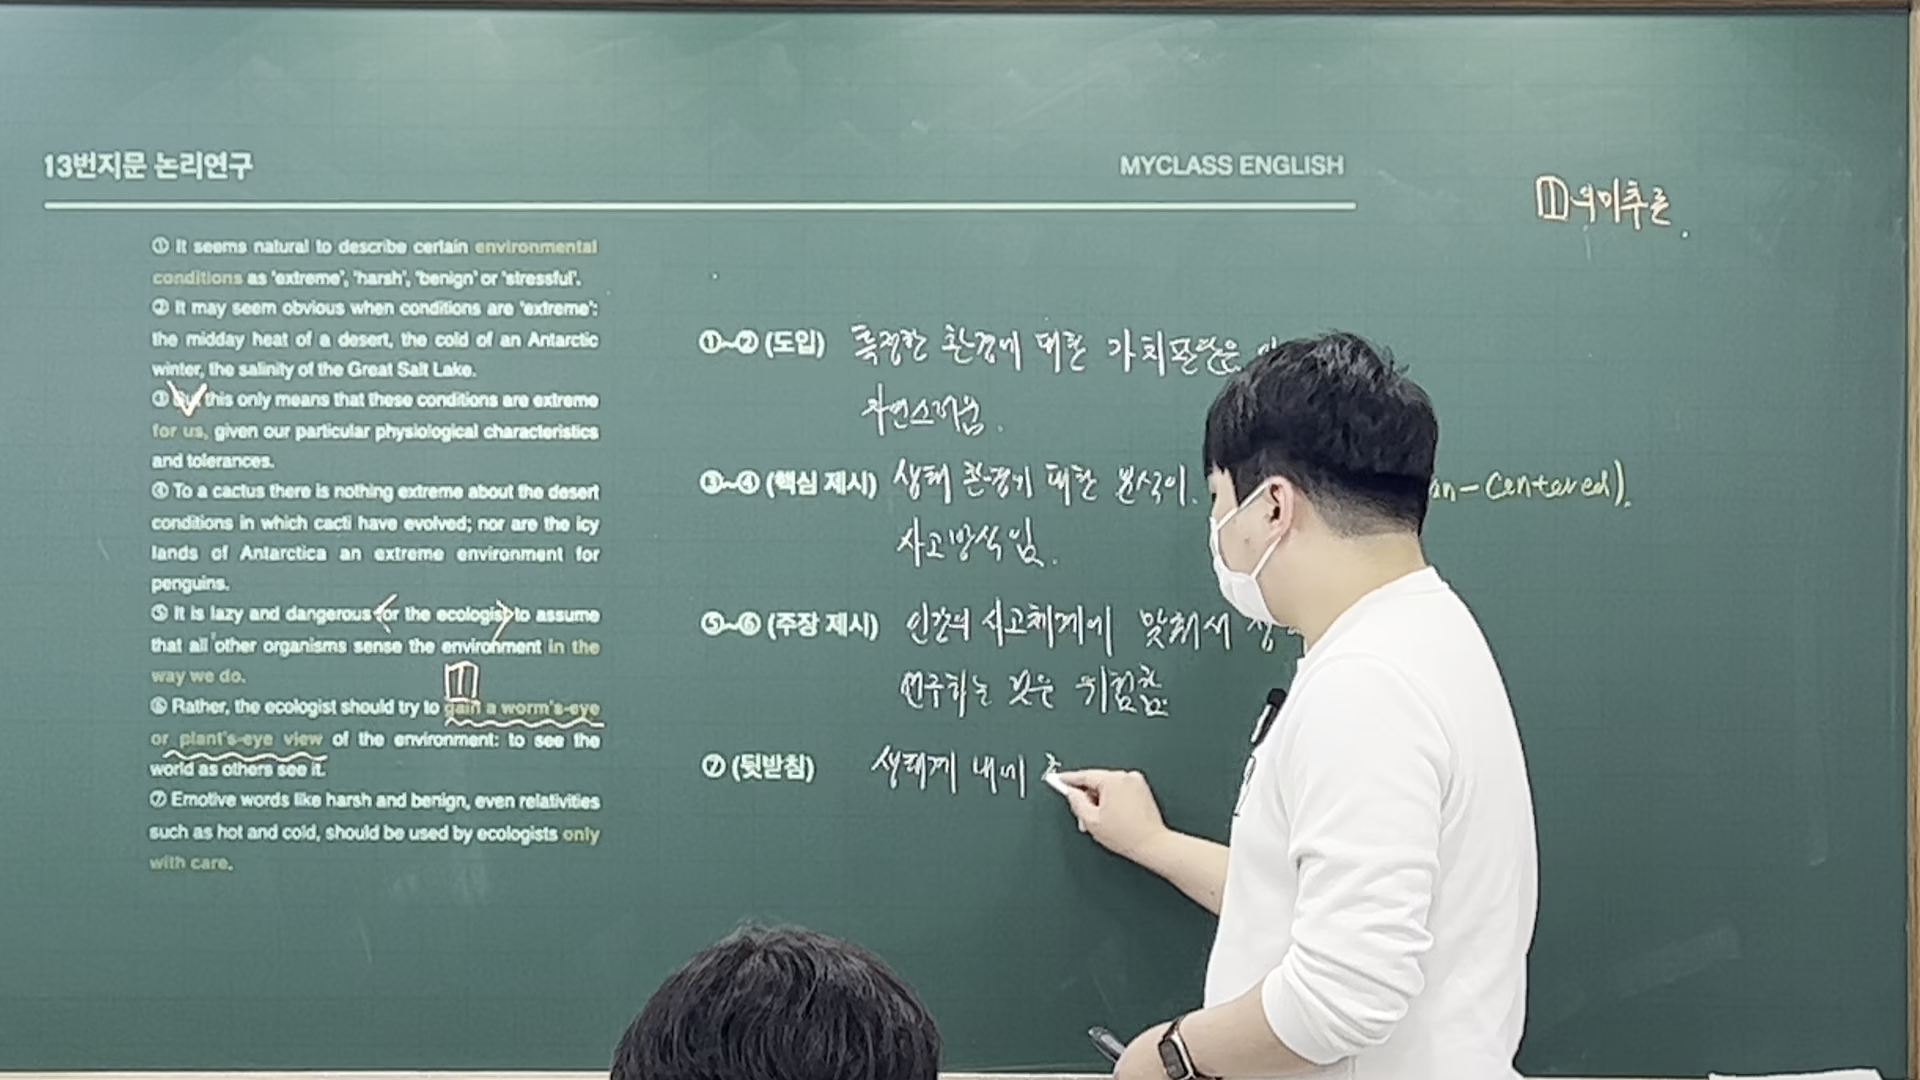 13번지문 논리연구
MYCLASS ENGLISH
1 의미추론.
① It seems natural to describe certain environmental
conditions as 'extreme', 'harsh', 'benign' or 'stressful'.
② It may seem obvious when conditions are 'extreme':
the midday heat of a desert, the cold of an Antarctic
winter, the salinity of the Great Salt Lake.
③ But this only means that these conditions are extreme
for us, given our particular physiological characteristics
and tolerances.
④ To a cactus there is nothing extreme about the desert
conditions in which cacti have evolved; nor are the icy
lands of Antarctica an extreme environment for
penguins.
⑤ It is lazy and dangerous <for the ecologist> to assume
that all other organisms sense the environment in the
way we do.
1
⑥ Rather, the ecologist should try to gain a worm's-eye
or plant's-eye view of the environment: to see the
world as others see it.
⑦ Emotive words like harsh and benign, even relativities
such as hot and cold, should be used by ecologists only
with care.
①~② (도입) 특정한 환경에 대한 가치판단은
자연스러움.
③~④ (핵심 제시) 생태 환경에 대한 an-centered).
사고방식임.
⑤~⑥ (주장 제시) 인간의 사고체계에 맞춰서
연구하는 것은 위험함.
⑦ (뒷받침) 생태계 내에